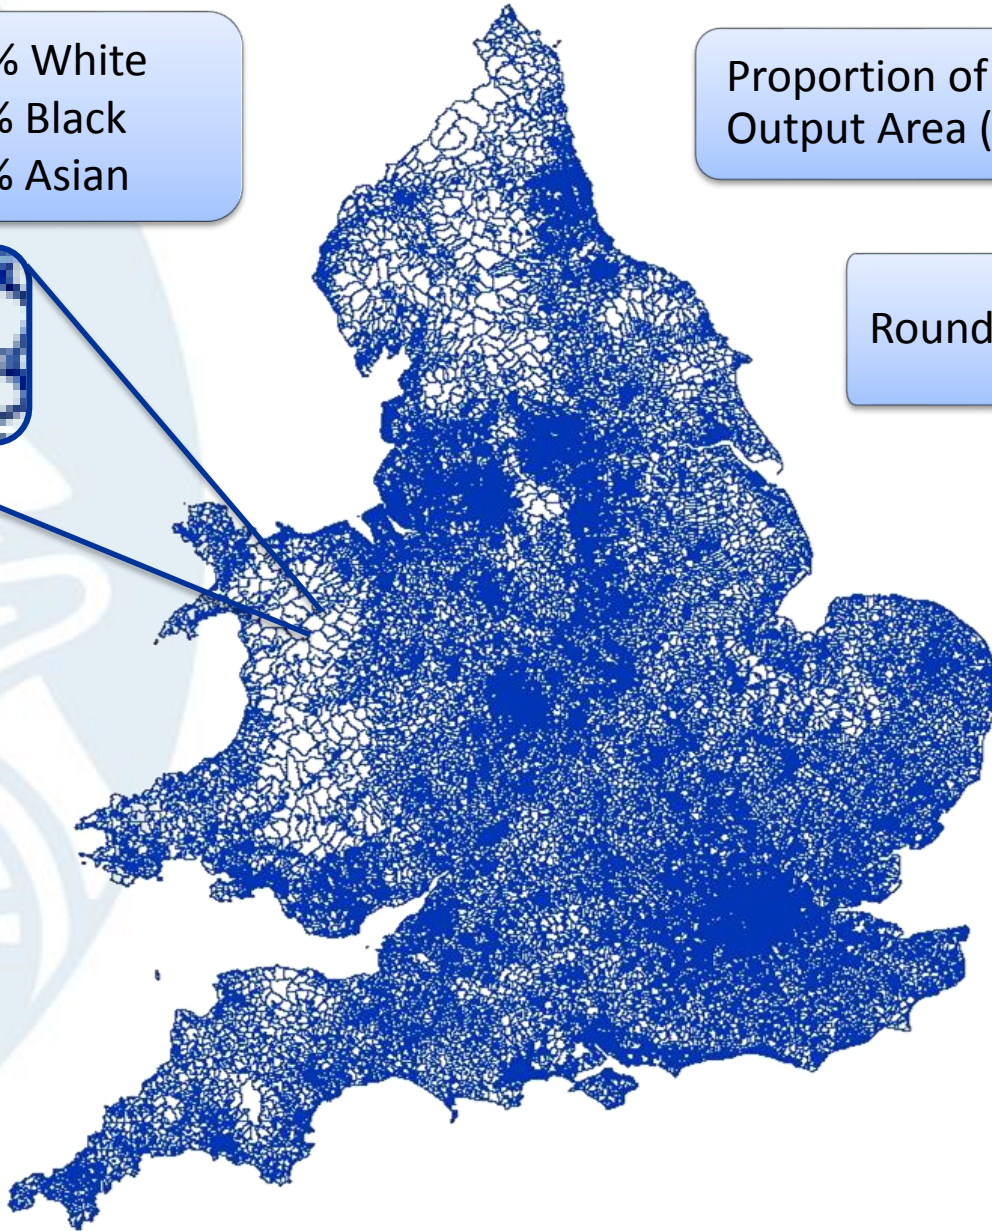 % White
% Black
% Asian
Proportion of
Output Area (
Round